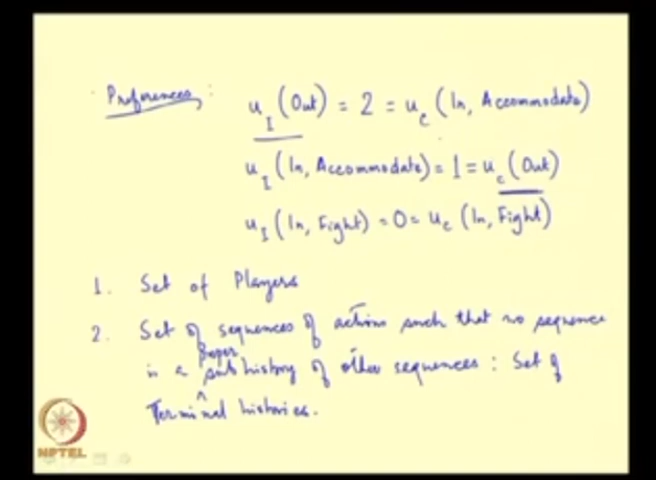 Preferences :
u_I (Out) = 2 = u_c (In, Accommodate)
u_I (In, Accommodate) = 1 = u_c (Out)
u_I (In, Fight) = 0 = u_c (In, Fight)
1. Set of Players
2. Set of sequences of actions such that no sequence
Proper
is a subhistory of other sequences : Set of
Terminal histories.
NPTEL